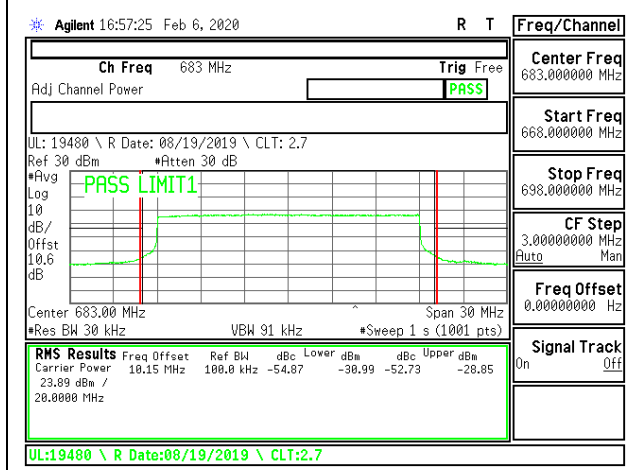 Agilent 16:57:25 Feb 6, 2020 R T
Ch Freq 683 MHz Trig Free
Adj Channel Power PASS
UL: 19480 \ R Date: 08/19/2019 \ CLT: 2.7
Ref 30 dBm #Atten 30 dB
#Avg
Log
10
dB/
Offst
10.6
dB
PASS LIMIT1
Center 683.00 MHz Span 30 MHz
#Res BW 30 kHz VBW 91 kHz #Sweep 1 s (1001 pts)
RMS Results Freq Offset Ref BW dBc Lower dBm dBc Upper dBm
Carrier Power 10.15 MHz 100.0 kHz -54.87 -30.99 -52.73 -28.85
23.89 dBm /
20.0000 MHz
UL:19480 \ R Date:08/19/2019 \ CLT:2.7
Freq/Channel
Center Freq
683.000000 MHz
Start Freq
668.000000 MHz
Stop Freq
698.000000 MHz
CF Step
3.00000000 MHz
Auto Man
Freq Offset
0.00000000 Hz
Signal Track
On Off